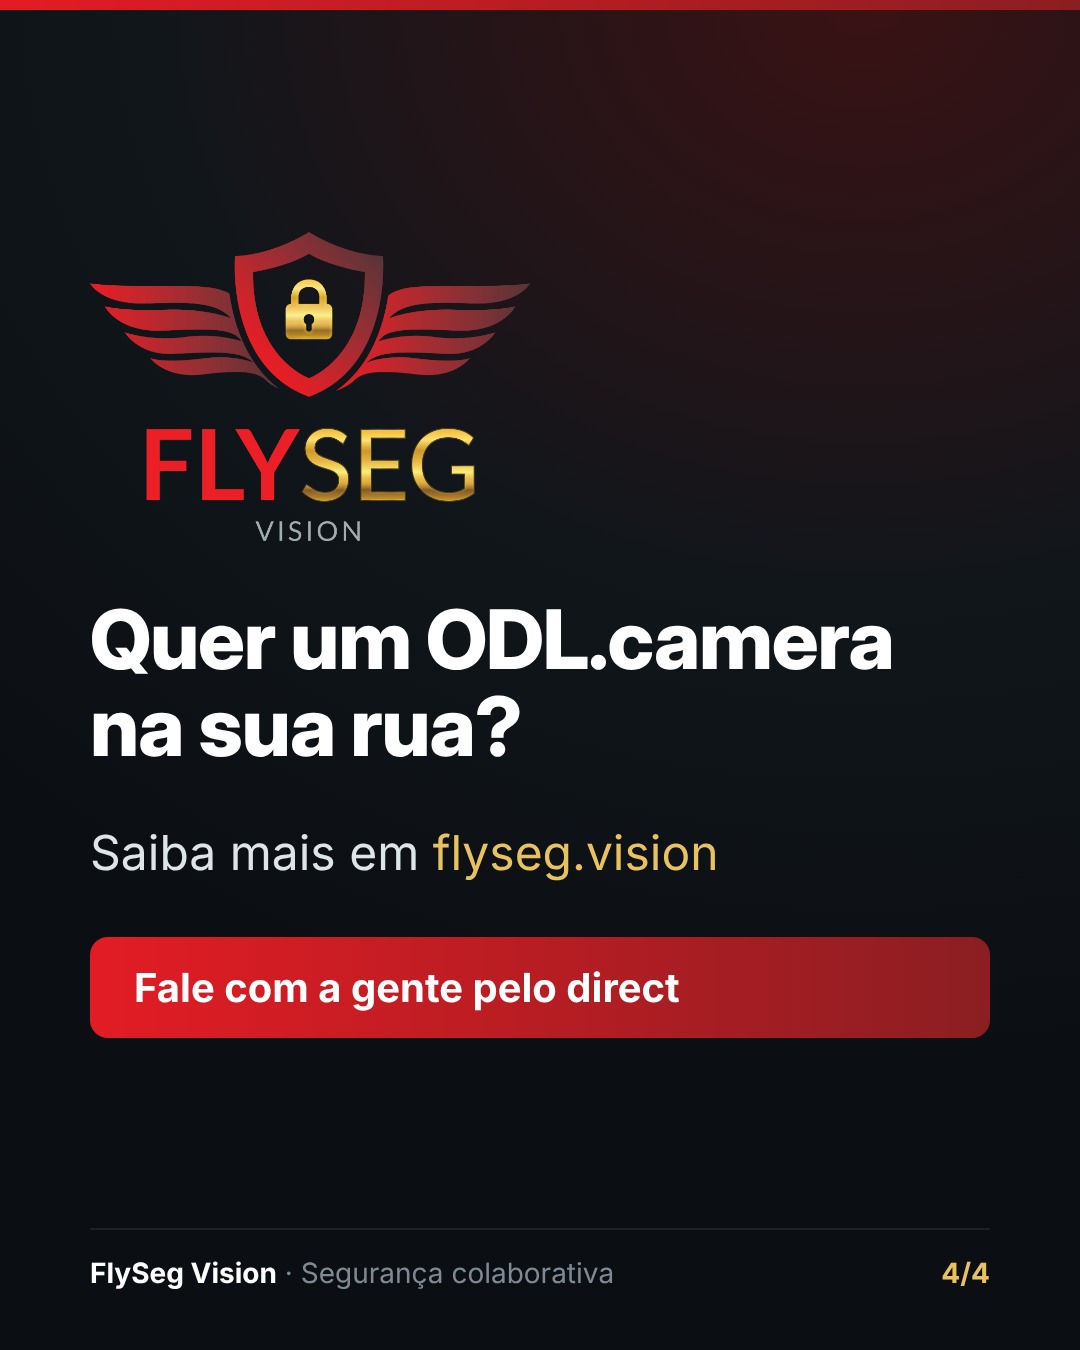 FLYSEG
VISION
Quer um ODL.camera
na sua rua?
Saiba mais em flyseg.vision
Fale com a gente pelo direct
FlySeg Vision · Segurança colaborativa
4/4